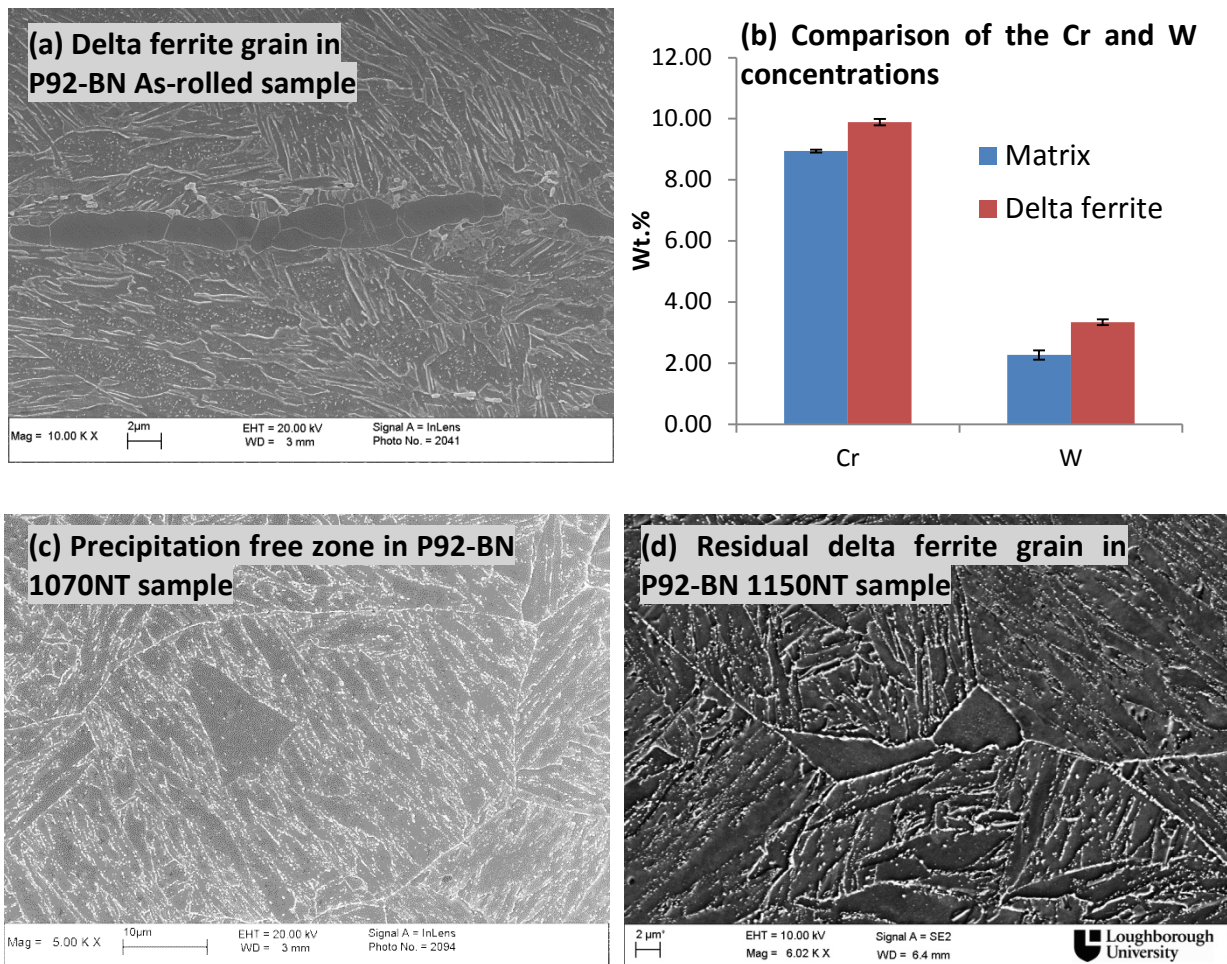 (a) Delta ferrite grain in
P92-BN As-rolled sample
Mag = 10.00 K X
2µm
EHT = 20.00 kV
WD = 3 mm
Signal A = InLens
Photo No. = 2041
(b) Comparison of the Cr and W
concentrations
12.00
10.00
8.00
6.00
4.00
2.00
0.00
Wt.%
Matrix
Delta ferrite
Cr
W
(c) Precipitation free zone in P92-BN
1070NT sample
Mag = 5.00 K X
10µm
EHT = 20.00 kV
WD = 3 mm
Signal A = InLens
Photo No. = 2094
(d) Residual delta ferrite grain in
P92-BN 1150NT sample
2 µm
EHT = 10.00 kV
Mag = 6.02 K X
Signal A = SE2
WD = 6.4 mm
Loughborough
University